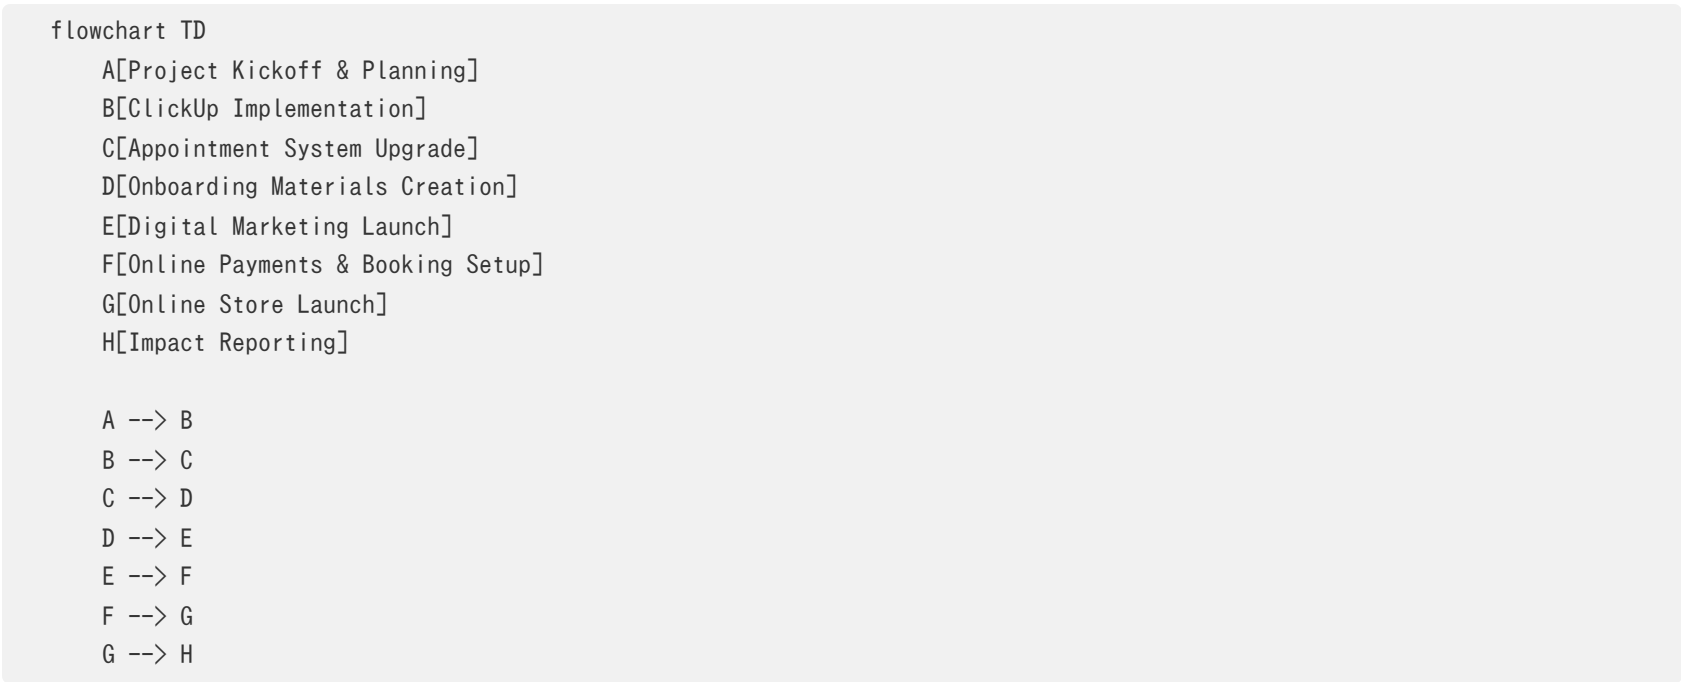 flowchart TD
A[Project Kickoff & Planning]
B[ClickUp Implementation]
C[Appointment System Upgrade]
D[Onboarding Materials Creation]
E[Digital Marketing Launch]
F[Online Payments & Booking Setup]
G[Online Store Launch]
H[Impact Reporting]
A --> B
B --> C
C --> D
D --> E
E --> F
F --> G
G --> H